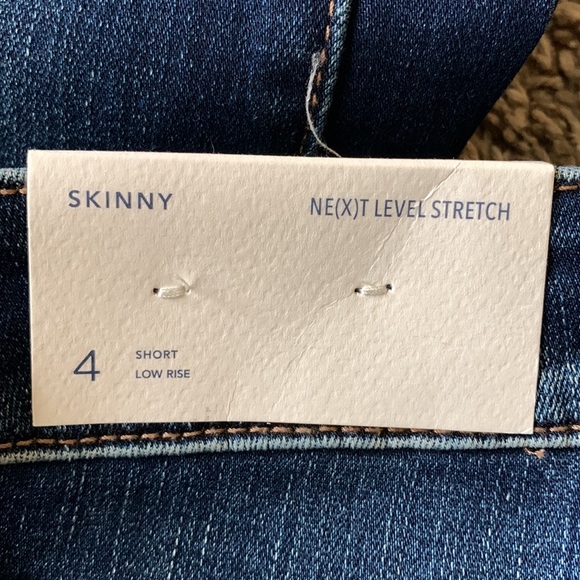 SKINNY
NE(X)T LEVEL STRETCH
4
SHORT
LOW RISE